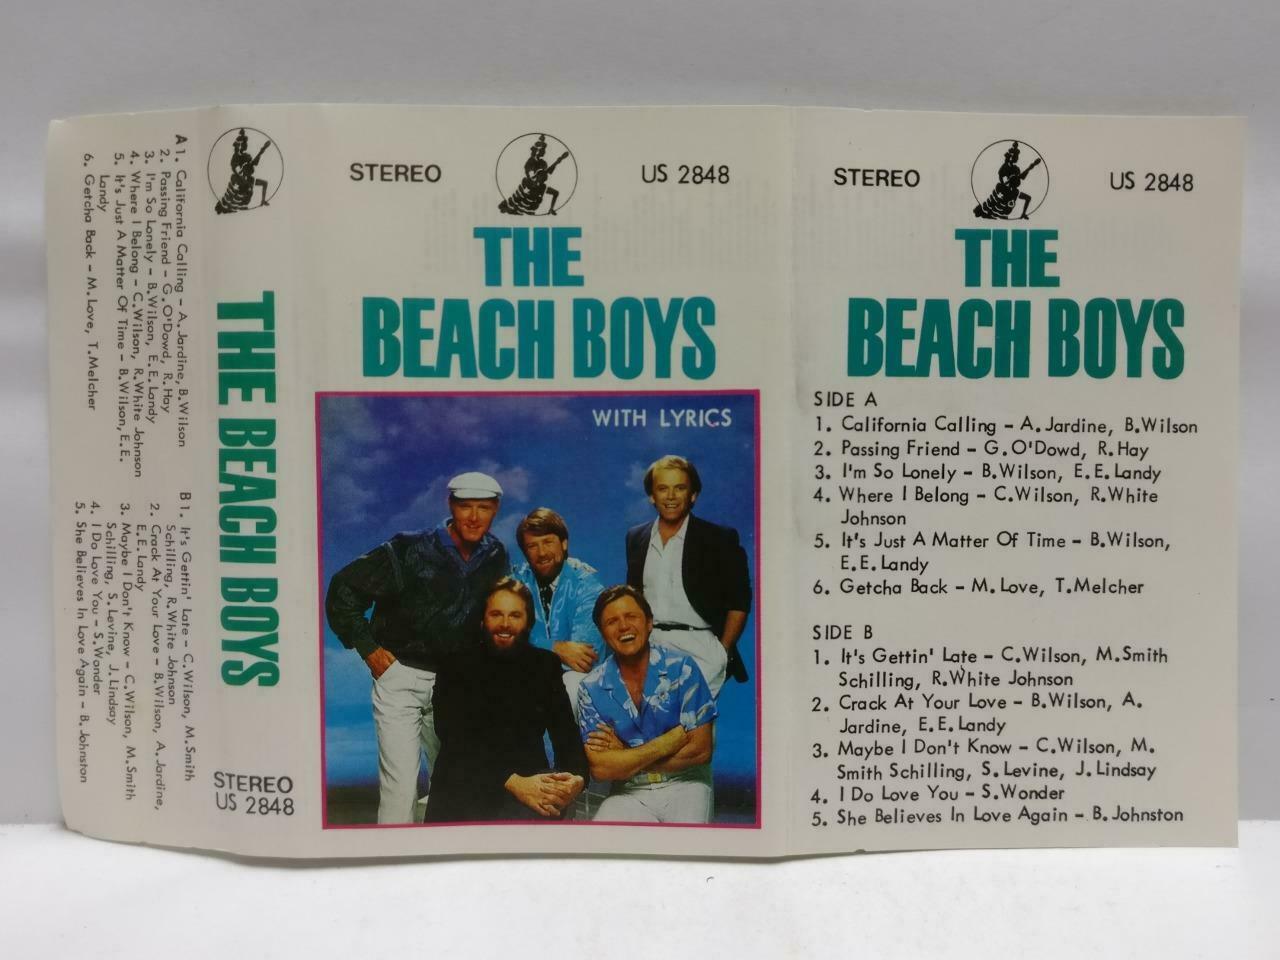 A1. California Calling - A.Jardine, B.Wilson
2. Passing Friend - G.O'Dowd, R.Hay
3. I'm So Lonely - B.Wilson, E.E.Landy
4. Where I Belong - C.Wilson, R.White Johnson
5. It's Just A Matter Of Time - B.Wilson, E.E.
Landy
6. Getcha Back - M.Love, T.Melcher
B1. It's Gettin' Late - C.Wilson, M.Smith
Schilling, R.White Johnson
2. Crack At Your Love - B.Wilson, A.Jardine,
E.E.Landy
3. Maybe I Don't Know - C.Wilson, M.Smith
Schilling, S.Levine, J.Lindsay
4. I Do Love You - S.Wonder
5. She Believes In Love Again - B.Johnston
THE BEACH BOYS
STEREO
US 2848
STEREO
US 2848
THE
BEACH BOYS
WITH LYRICS
STEREO
US 2848
THE
BEACH BOYS
SIDE A
1. California Calling - A.Jardine, B.Wilson
2. Passing Friend - G.O'Dowd, R.Hay
3. I'm So Lonely - B.Wilson, E.E.Landy
4. Where I Belong - C.Wilson, R.White
Johnson
5. It's Just A Matter Of Time - B.Wilson,
E.E.Landy
6. Getcha Back - M.Love, T.Melcher
SIDE B
1. It's Gettin' Late - C.Wilson, M.Smith
Schilling, R.White Johnson
2. Crack At Your Love - B.Wilson, A.
Jardine, E.E.Landy
3. Maybe I Don't Know - C.Wilson, M.
Smith Schilling, S.Levine, J.Lindsay
4. I Do Love You - S.Wonder
5. She Believes In Love Again - B.Johnston